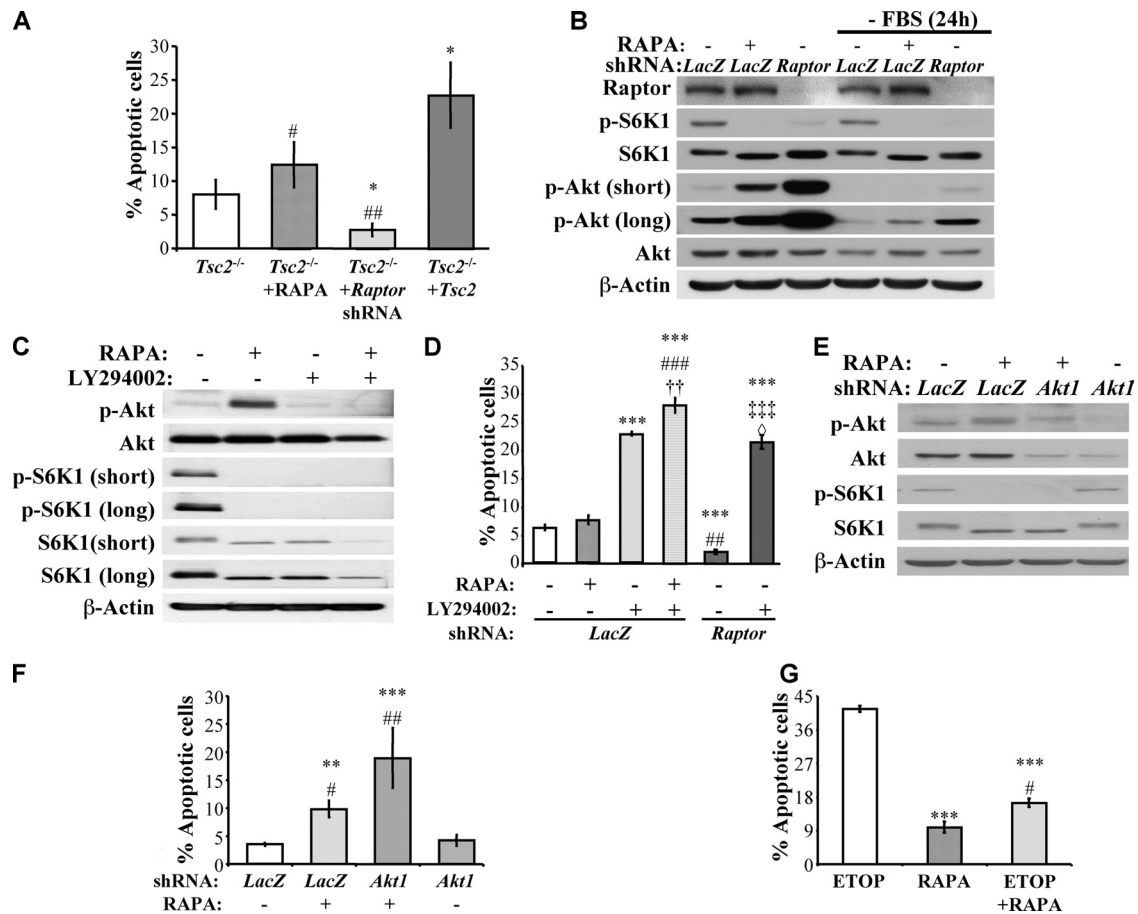 A
% Apoptotic cells
35
30
25
20
15
10
5
0
*
#
*
##
Tsc2-/-
Tsc2-/- +RAPA
Tsc2-/- +Raptor shRNA
Tsc2-/- +Tsc2
B
- FBS (24h)
RAPA: - + - - + -
shRNA: LacZ LacZ Raptor LacZ LacZ Raptor
Raptor
p-S6K1
S6K1
p-Akt (short)
p-Akt (long)
Akt
β-Actin
C
RAPA: - + - +
LY294002: - - + +
p-Akt
Akt
p-S6K1 (short)
p-S6K1 (long)
S6K1(short)
S6K1 (long)
β-Actin
D
% Apoptotic cells
35
30
25
20
15
10
5
0
***
***
###
††
***
##
***
‡‡‡
◊
RAPA: - + - + - -
LY294002: - - + + - +
shRNA: LacZ Raptor
E
RAPA: - + + -
shRNA: LacZ LacZ Akt1 Akt1
p-Akt
Akt
p-S6K1
S6K1
β-Actin
F
% Apoptotic cells
30
25
20
15
10
5
0
**
#
***
##
shRNA: LacZ LacZ Akt1 Akt1
RAPA: - + + -
G
% Apoptotic cells
45
36
27
18
9
0
***
***
#
ETOP RAPA ETOP
+RAPA